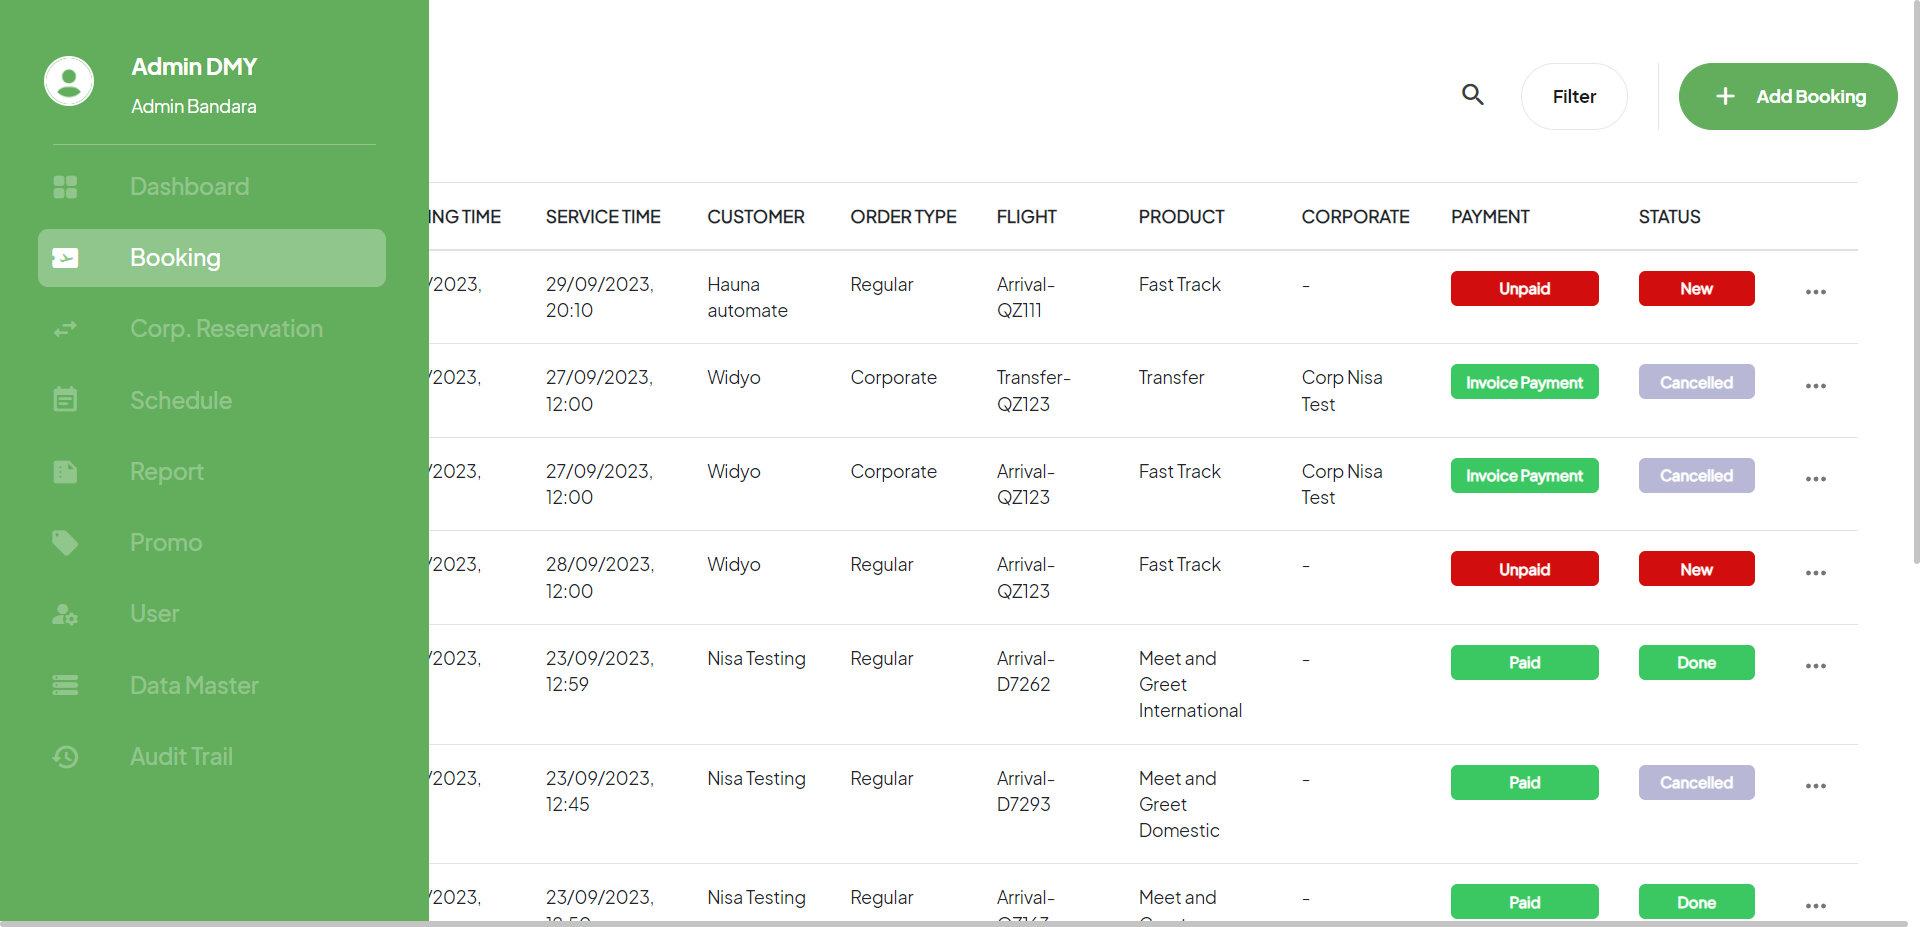 Admin DMY
Admin Bandara
Dashboard
Booking
Corp. Reservation
Schedule
Report
Promo
User
Data Master
Audit Trail
Filter
+ Add Booking
ING TIME SERVICE TIME CUSTOMER ORDER TYPE FLIGHT PRODUCT CORPORATE PAYMENT STATUS
/2023, 29/09/2023, Hauna Regular Arrival- Fast Track - Unpaid New ...
20:10 automate QZ111
/2023, 27/09/2023, Widyo Corporate Transfer- Transfer Corp Nisa Invoice Payment Cancelled ...
12:00 QZ123 Test
/2023, 27/09/2023, Widyo Corporate Arrival- Fast Track Corp Nisa Invoice Payment Cancelled ...
12:00 QZ123 Test
/2023, 28/09/2023, Widyo Regular Arrival- Fast Track - Unpaid New ...
12:00 QZ123
/2023, 23/09/2023, Nisa Testing Regular Arrival- Meet and - Paid Done ...
12:59 D7262 Greet
International
/2023, 23/09/2023, Nisa Testing Regular Arrival- Meet and - Paid Cancelled ...
12:45 D7293 Greet
Domestic
/2023, 23/09/2023, Nisa Testing Regular Arrival- Meet and - Paid Done ...